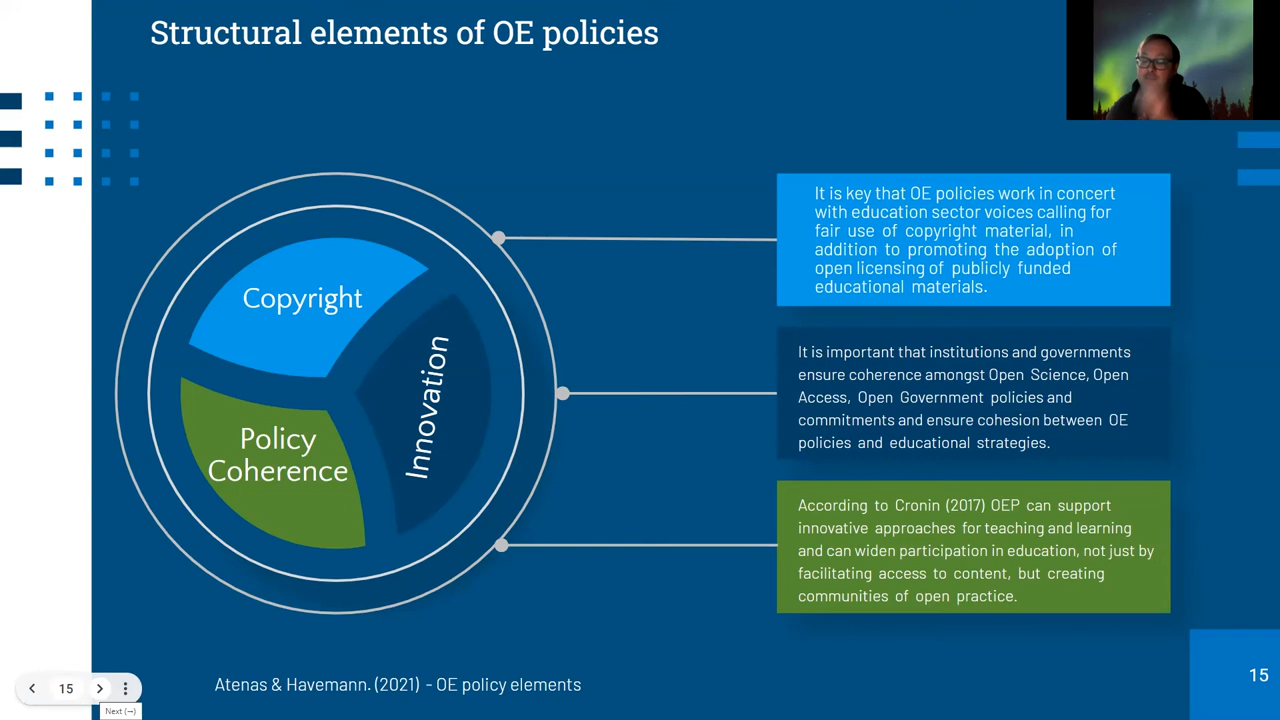 Structural elements of OE policies
Copyright
Innovation
Policy
Coherence
It is key that OE policies work in concert
with education sector voices calling for
fair use of copyright material, in
addition to promoting the adoption of
open licensing of publicly funded
educational materials.
It is important that institutions and governments
ensure coherence amongst Open Science, Open
Access, Open Government policies and
commitments and ensure cohesion between OE
policies and educational strategies.
According to Cronin (2017) OEP can support
innovative approaches for teaching and learning
and can widen participation in education, not just by
facilitating access to content, but creating
communities of open practice.
Atenas & Havemann. (2021) - OE policy elements
15
15
Next (→)